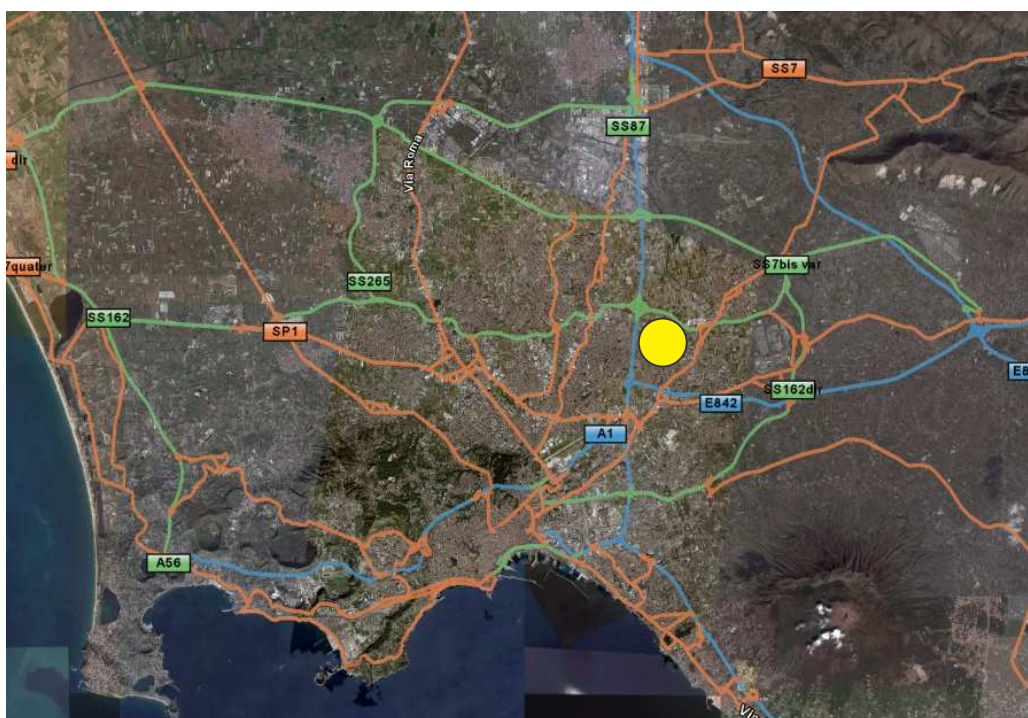 SS7
SS87
Via Roma
dir
SS7bis var
7quater
SS265
SS162
SP1
E8
SS162dir
E842
A1
A56
Via